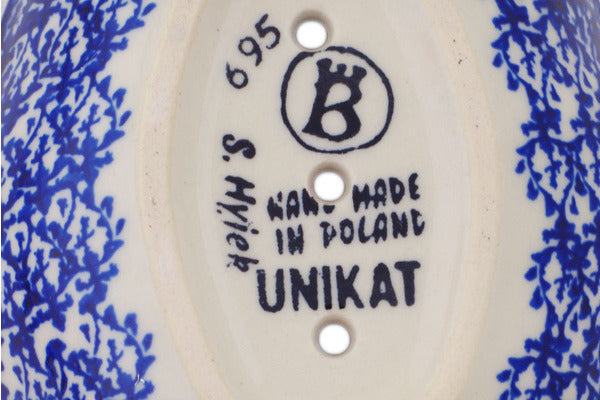 695
B
S. Hyjek
HAND MADE
IN POLAND
UNIKAT